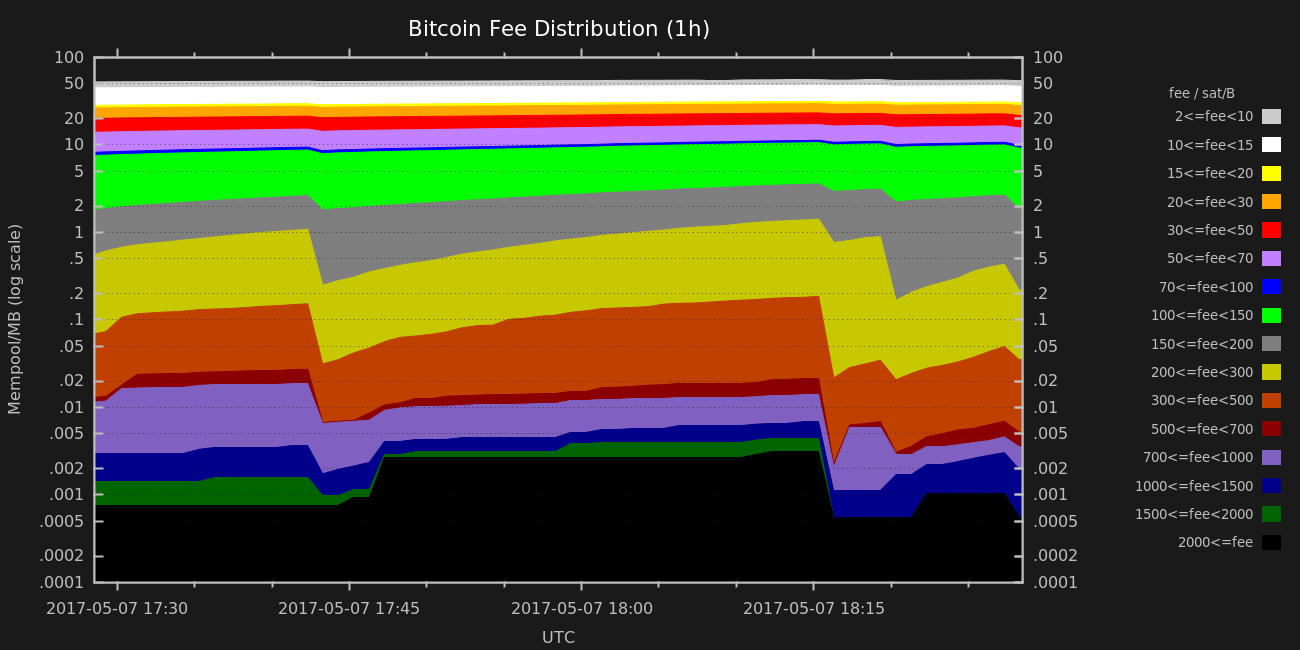 Bitcoin Fee Distribution (1h)
100
50
20
10
5
2
1
.5
.2
.1
.05
.02
.01
.005
.002
.001
.0005
.0002
.0001
Mempool/MB (log scale)
100
50
20
10
5
2
1
.5
.2
.1
.05
.02
.01
.005
.002
.001
.0005
.0002
.0001
2017-05-07 17:30
2017-05-07 17:45
2017-05-07 18:00
2017-05-07 18:15
UTC
fee / sat/B
2<=fee<10
10<=fee<15
15<=fee<20
20<=fee<30
30<=fee<50
50<=fee<70
70<=fee<100
100<=fee<150
150<=fee<200
200<=fee<300
300<=fee<500
500<=fee<700
700<=fee<1000
1000<=fee<1500
1500<=fee<2000
2000<=fee